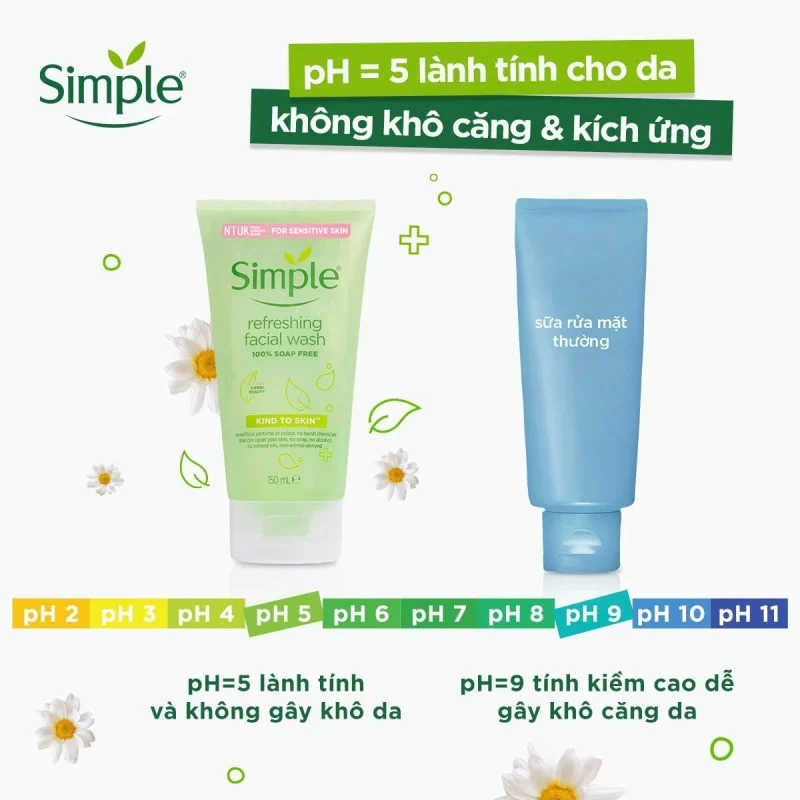 Simple®
pH = 5 lành tính cho da
không khô căng & kích ứng
FOR SENSITIVE SKIN
Simple®
refreshing
facial wash
100% SOAP FREE
KIND TO SKIN™
150 mL ℮
sữa rửa mặt
thường
pH 2 pH 3 pH 4 pH 5 pH 6 pH 7 pH 8 pH 9 pH 10 pH 11
pH=5 lành tính
và không gây khô da
pH=9 tính kiềm cao dễ
gây khô căng da